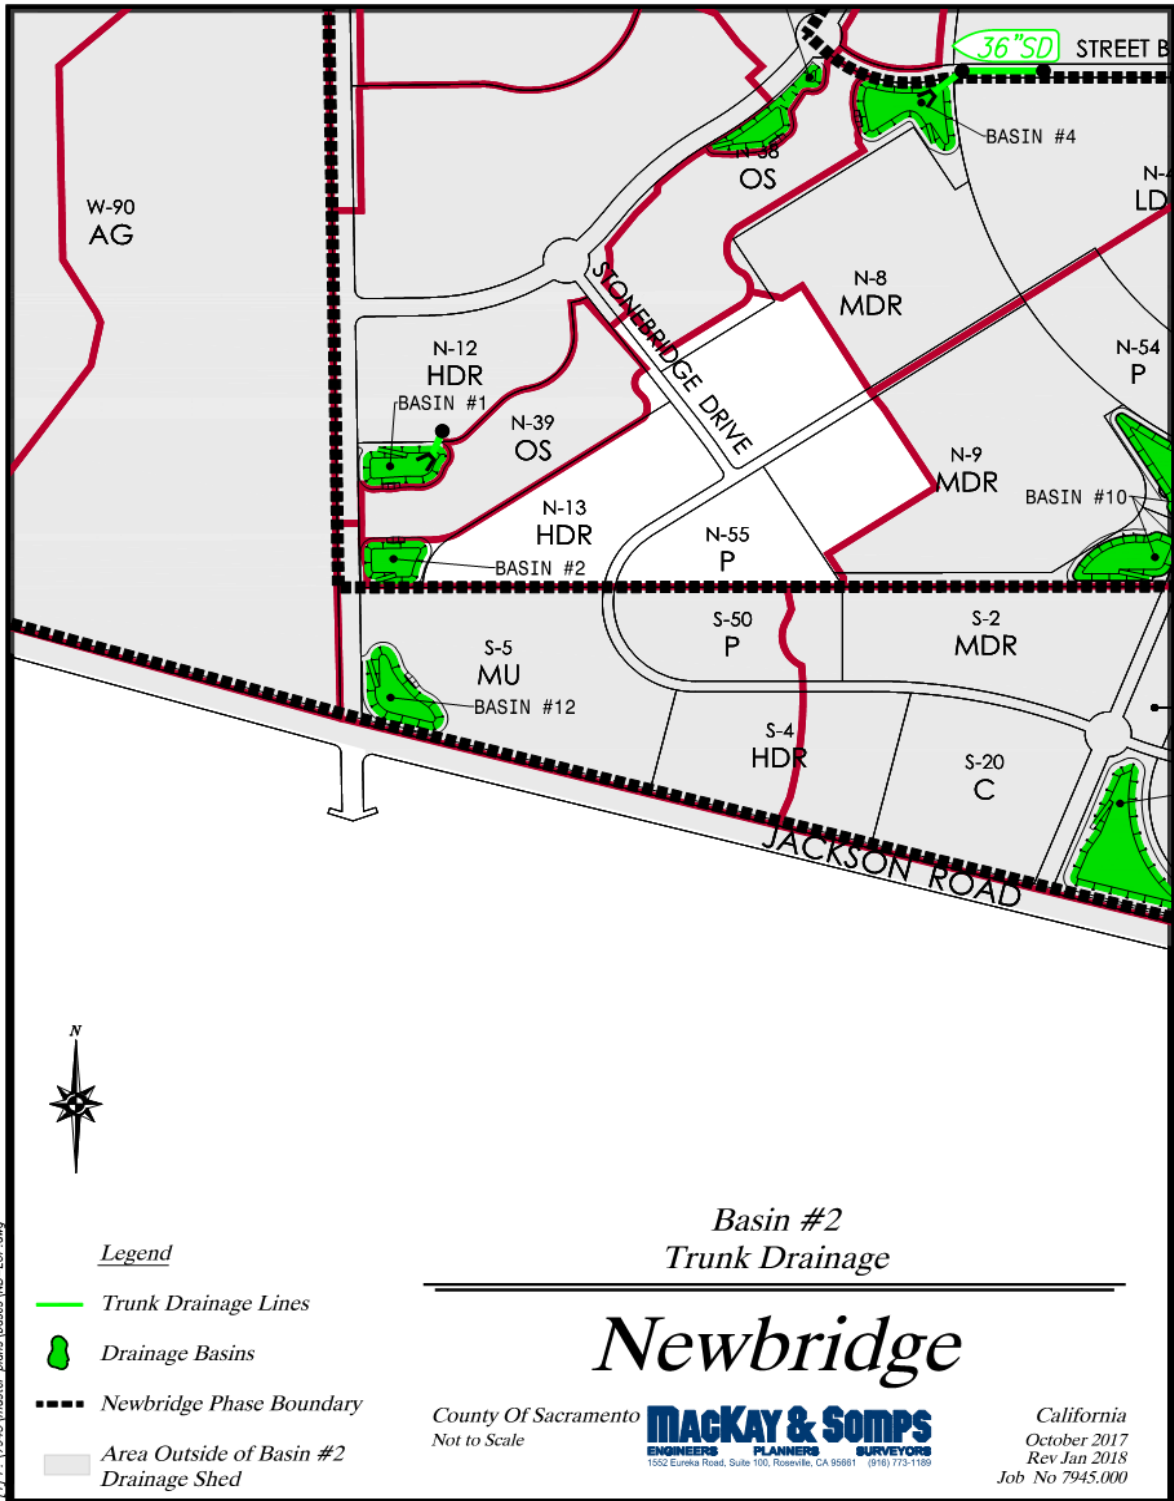 36"SD
STREET B
BASIN #4
N-38
OS
N-4
LD
W-90
AG
STONEBRIDGE DRIVE
N-8
MDR
N-12
HDR
BASIN #1
N-54
P
N-39
OS
N-9
MDR
BASIN #10
N-13
HDR
N-55
P
BASIN #2
S-50
P
S-2
MDR
S-5
MU
BASIN #12
S-4
HDR
S-20
C
JACKSON ROAD
N
Basin #2
Trunk Drainage
Legend
Trunk Drainage Lines
Drainage Basins
Newbridge Phase Boundary
Area Outside of Basin #2
Drainage Shed
Newbridge
County Of Sacramento
Not to Scale
MACKAY & SOMPS
ENGINEERS PLANNERS SURVEYORS
1552 Eureka Road, Suite 100, Roseville, CA 95661 (916) 773-1189
California
October 2017
Rev Jan 2018
Job No 7945.000